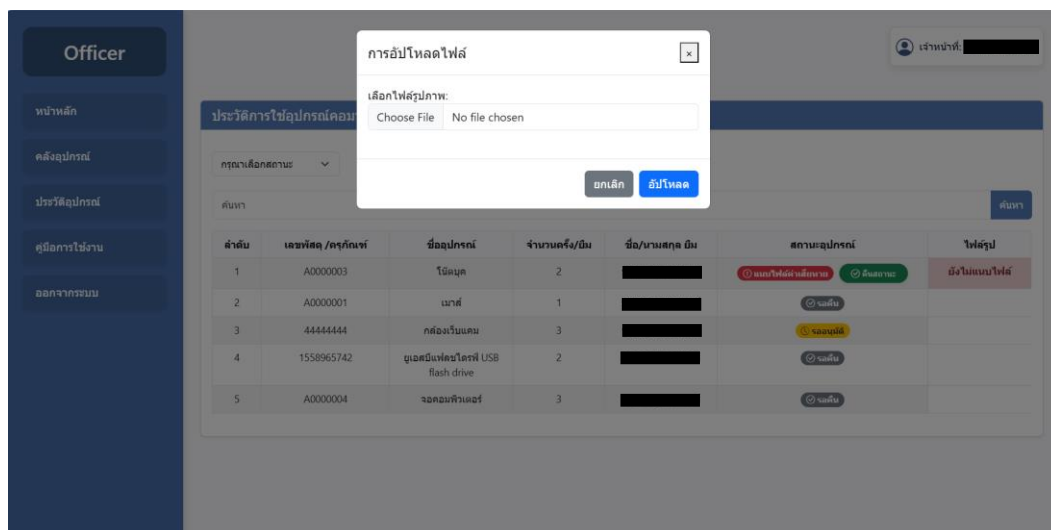 Officer
หน้าหลัก
คลังอุปกรณ์
ประวัติอุปกรณ์
คู่มือการใช้งาน
ออกจากระบบ
เจ้าหน้าที่:
การอัปโหลดไฟล์
×
เลือกไฟล์รูปภาพ:
Choose File No file chosen
ยกเลิก อัปโหลด
ประวัติการใช้อุปกรณ์คอม
กรุณาเลือกสถานะ
ค้นหา ค้นหา
ลำดับ เลขพัสดุ /ครุภัณฑ์ ชื่ออุปกรณ์ จำนวนครั้ง/ยืม ชื่อ/นามสกุล ยืม สถานะอุปกรณ์ ไฟล์รูป
1 A0000003 โน๊ตบุค 2 แนบไฟล์ค่าเสียหาย คืนสถานะ ยังไม่แนบไฟล์
2 A0000001 เมาส์ 1 รอคืน
3 44444444 กล้องเว็บแคม 3 รออนุมัติ
4 1558965742 ยูเอสบีแฟลชไดรฟ์ USB 2 รอคืน
flash drive
5 A0000004 จอคอมพิวเตอร์ 3 รอคืน